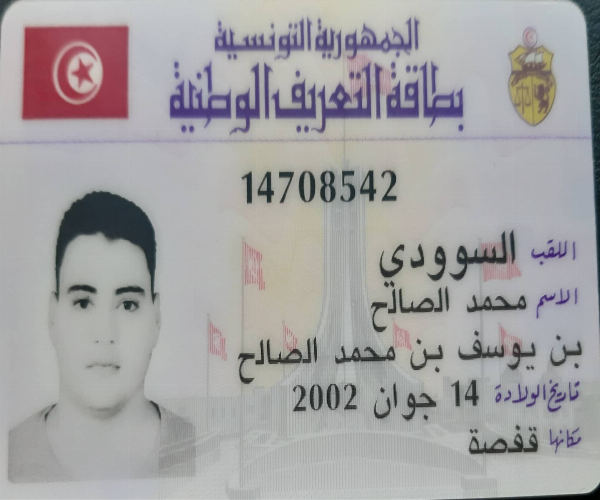 الجمهورية التونسية
بطاقة التعريف الوطنية
14708542
اللقب السوودي
الاسم محمد الصالح
بن يوسف بن محمد الصالح
تاريخ الولادة 14 جوان 2002
مكانها قفصة